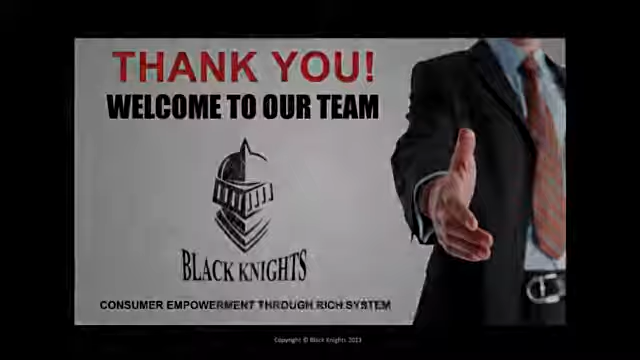 THANK YOU!
WELCOME TO OUR TEAM
BLACK KNIGHTS
CONSUMER EMPOWERMENT THROUGH RICH SYSTEM
Copyright © Black Knights 2013